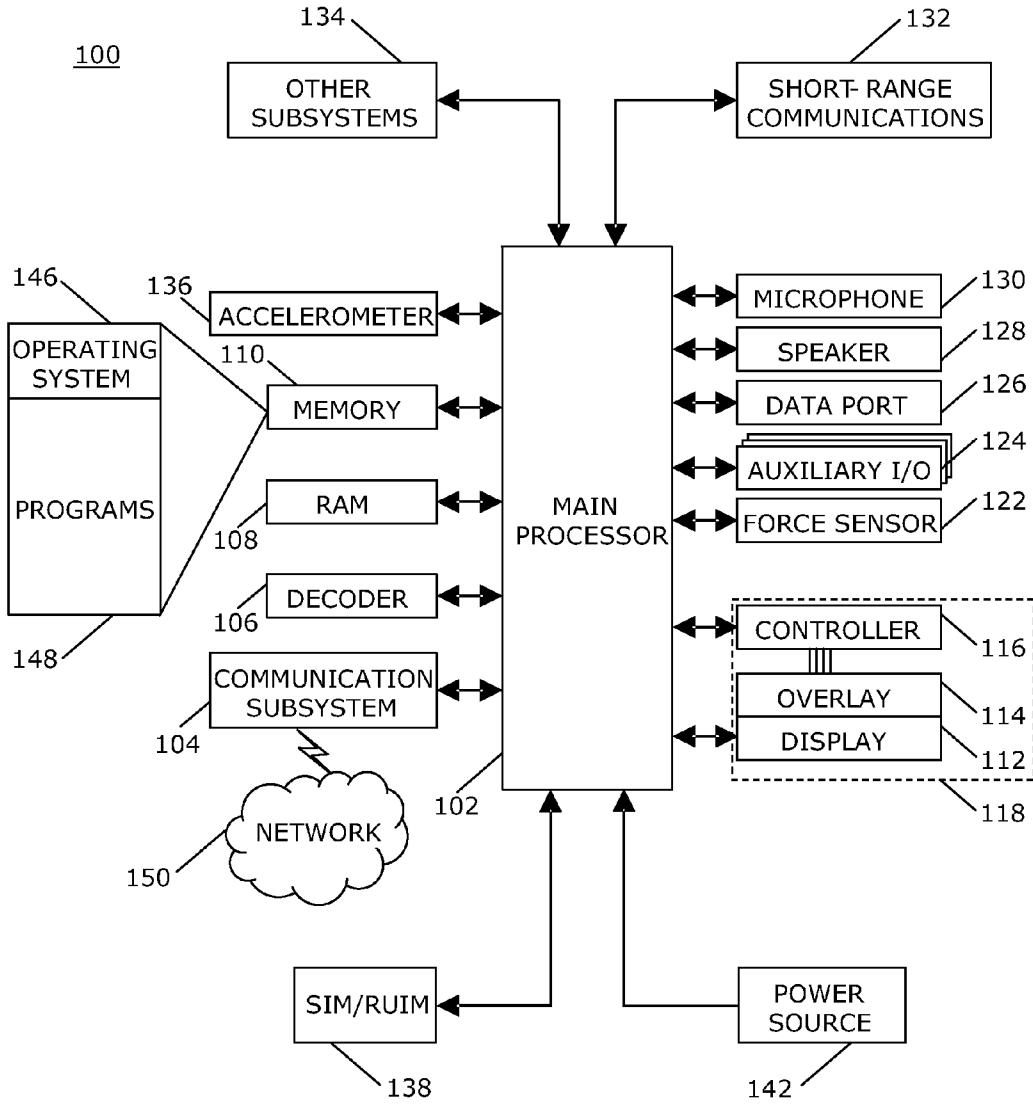 134
132
100
OTHER
SUBSYSTEMS
SHORT-RANGE
COMMUNICATIONS
146
136
ACCELEROMETER
MICROPHONE
130
OPERATING
SYSTEM
110
MEMORY
SPEAKER
128
DATA PORT
126
AUXILIARY I/O
124
PROGRAMS
RAM
108
MAIN
PROCESSOR
FORCE SENSOR
122
DECODER
106
CONTROLLER
116
148
COMMUNICATION
SUBSYSTEM
104
OVERLAY
114
DISPLAY
112
102
118
NETWORK
150
SIM/RUIM
POWER
SOURCE
138
142